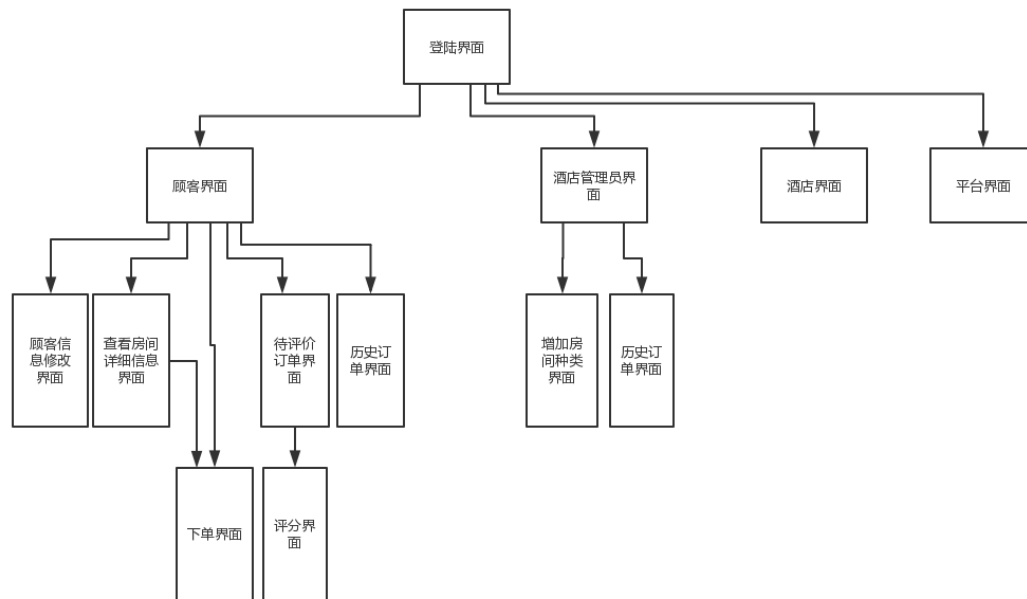 登陆界面
顾客界面
酒店管理员界
面
酒店界面
平台界面
顾客信
息修改
界面
查看房间
详细信息
界面
待评价
订单界
面
历史订
单界面
增加房
间种类
界面
历史订
单界面
下单界面
评分界
面